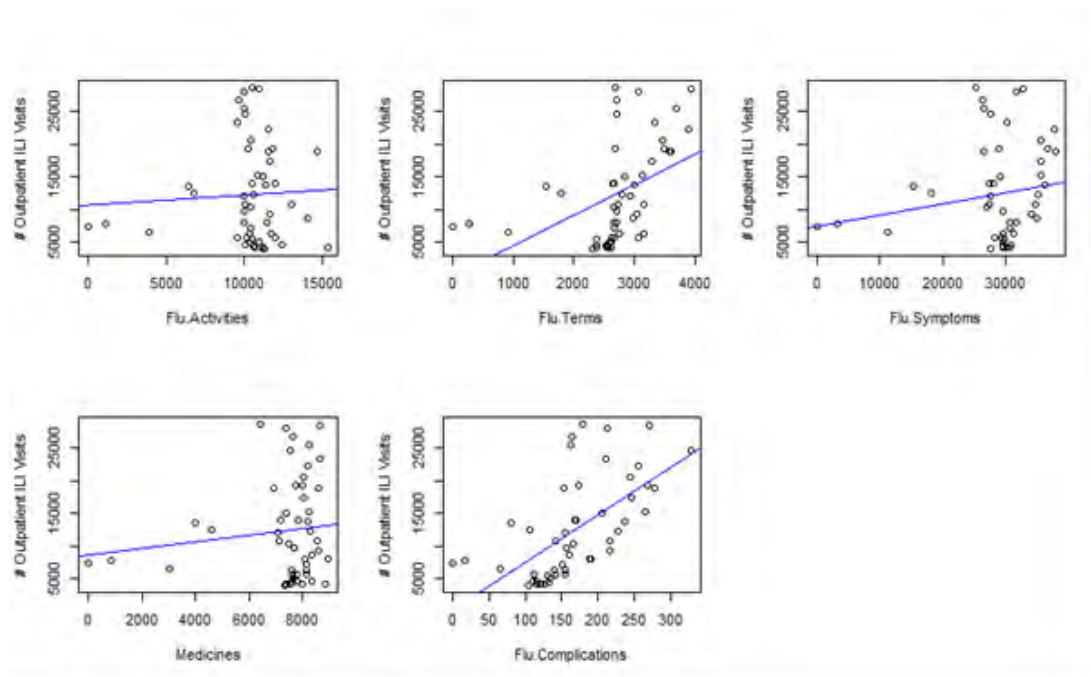 # Outpatient ILI Visits
5000 15000 25000
0 5000 10000 15000
Flu.Activities
# Outpatient ILI Visits
5000 15000 25000
0 1000 2000 3000 4000
Flu.Terms
# Outpatient ILI Visits
5000 15000 25000
0 10000 20000 30000
Flu.Symptoms
# Outpatient ILI Visits
5000 15000 25000
0 2000 4000 6000 8000
Medicines
# Outpatient ILI Visits
5000 15000 25000
0 50 100 150 200 250 300
Flu.Complications